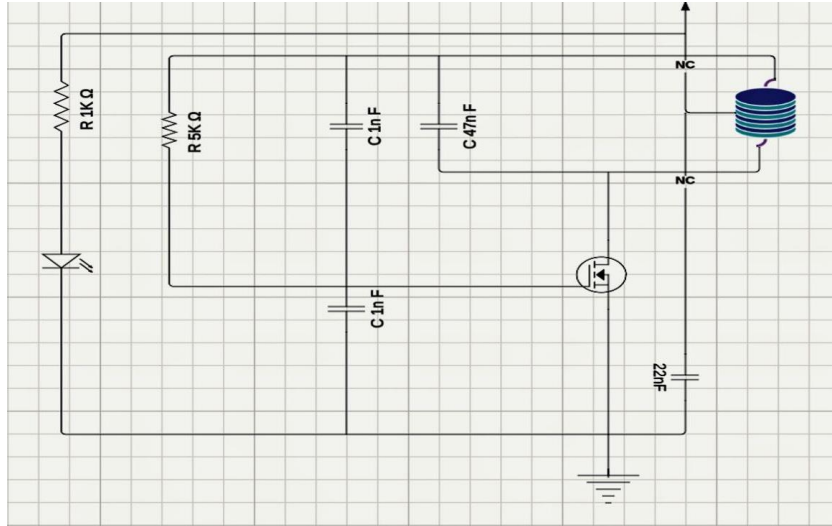 R 1K Ω
R 5K Ω
C 1n F
C 47n F
NC
NC
C 1n F
22nF